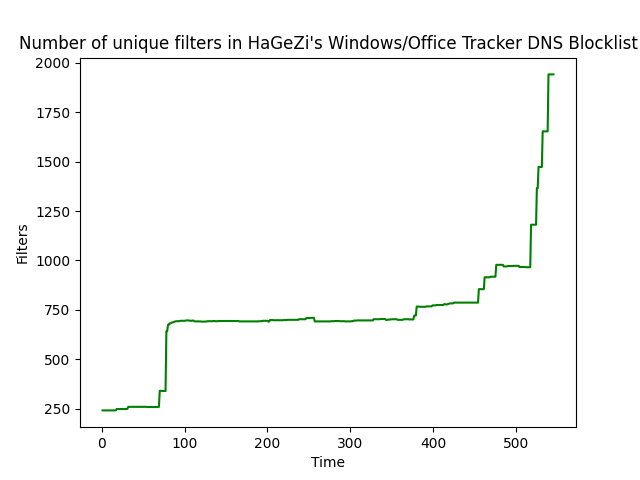 Number of unique filters in HaGeZi's Windows/Office Tracker DNS Blocklist
2000
1750
1500
1250
1000
750
500
250
Filters
0 100 200 300 400 500
Time